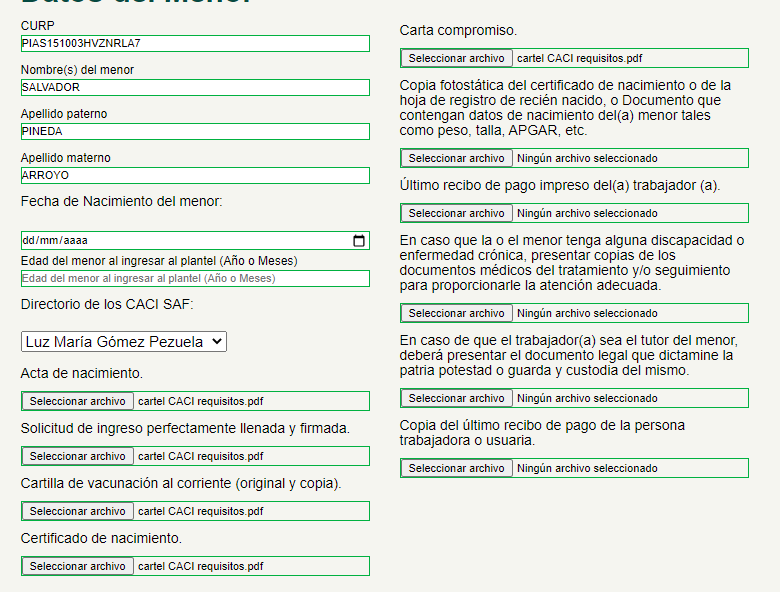 Datos del Menor
CURP
PIAS151003HVZNRLA7
Nombre(s) del menor
SALVADOR
Apellido paterno
PINEDA
Apellido materno
ARROYO
Fecha de Nacimiento del menor:
dd/mm/aaaa
Edad del menor al ingresar al plantel (Año o Meses)
Edad del menor al ingresar al plantel (Año o Meses)
Directorio de los CACI SAF:
Luz María Gómez Pezuela
Acta de nacimiento.
Seleccionar archivo cartel CACI requisitos.pdf
Solicitud de ingreso perfectamente llenada y firmada.
Seleccionar archivo cartel CACI requisitos.pdf
Cartilla de vacunación al corriente (original y copia).
Seleccionar archivo cartel CACI requisitos.pdf
Certificado de nacimiento.
Seleccionar archivo cartel CACI requisitos.pdf
Carta compromiso.
Seleccionar archivo cartel CACI requisitos.pdf
Copia fotostática del certificado de nacimiento o de la
hoja de registro de recién nacido, o Documento que
contengan datos de nacimiento del(a) menor tales
como peso, talla, APGAR, etc.
Seleccionar archivo Ningún archivo seleccionado
Último recibo de pago impreso del(a) trabajador (a).
Seleccionar archivo Ningún archivo seleccionado
En caso que la o el menor tenga alguna discapacidad o
enfermedad crónica, presentar copias de los
documentos médicos del tratamiento y/o seguimiento
para proporcionarle la atención adecuada.
Seleccionar archivo Ningún archivo seleccionado
En caso de que el trabajador(a) sea el tutor del menor,
deberá presentar el documento legal que dictamine la
patria potestad o guarda y custodia del mismo.
Seleccionar archivo Ningún archivo seleccionado
Copia del último recibo de pago de la persona
trabajadora o usuaria.
Seleccionar archivo Ningún archivo seleccionado